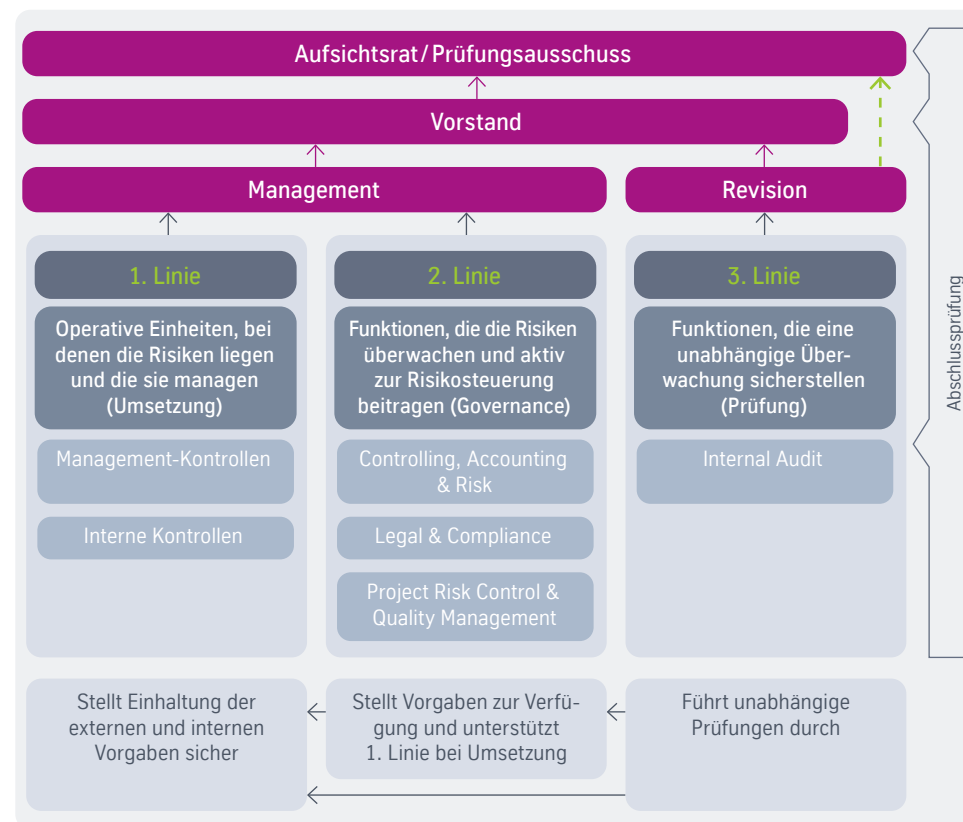 Aufsichtsrat/Prüfungsausschuss
Vorstand
Management
Revision
1. Linie
Operative Einheiten, bei
denen die Risiken liegen
und die sie managen
(Umsetzung)
Management-Kontrollen
Interne Kontrollen
2. Linie
Funktionen, die die Risiken
überwachen und aktiv
zur Risikosteuerung
beitragen (Governance)
Controlling, Accounting
& Risk
Legal & Compliance
Project Risk Control &
Quality Management
3. Linie
Funktionen, die eine
unabhängige Über-
wachung sicherstellen
(Prüfung)
Internal Audit
Abschlussprüfung
Stellt Einhaltung der
externen und internen
Vorgaben sicher
Stellt Vorgaben zur Verfü-
gung und unterstützt
1. Linie bei Umsetzung
Führt unabhängige
Prüfungen durch